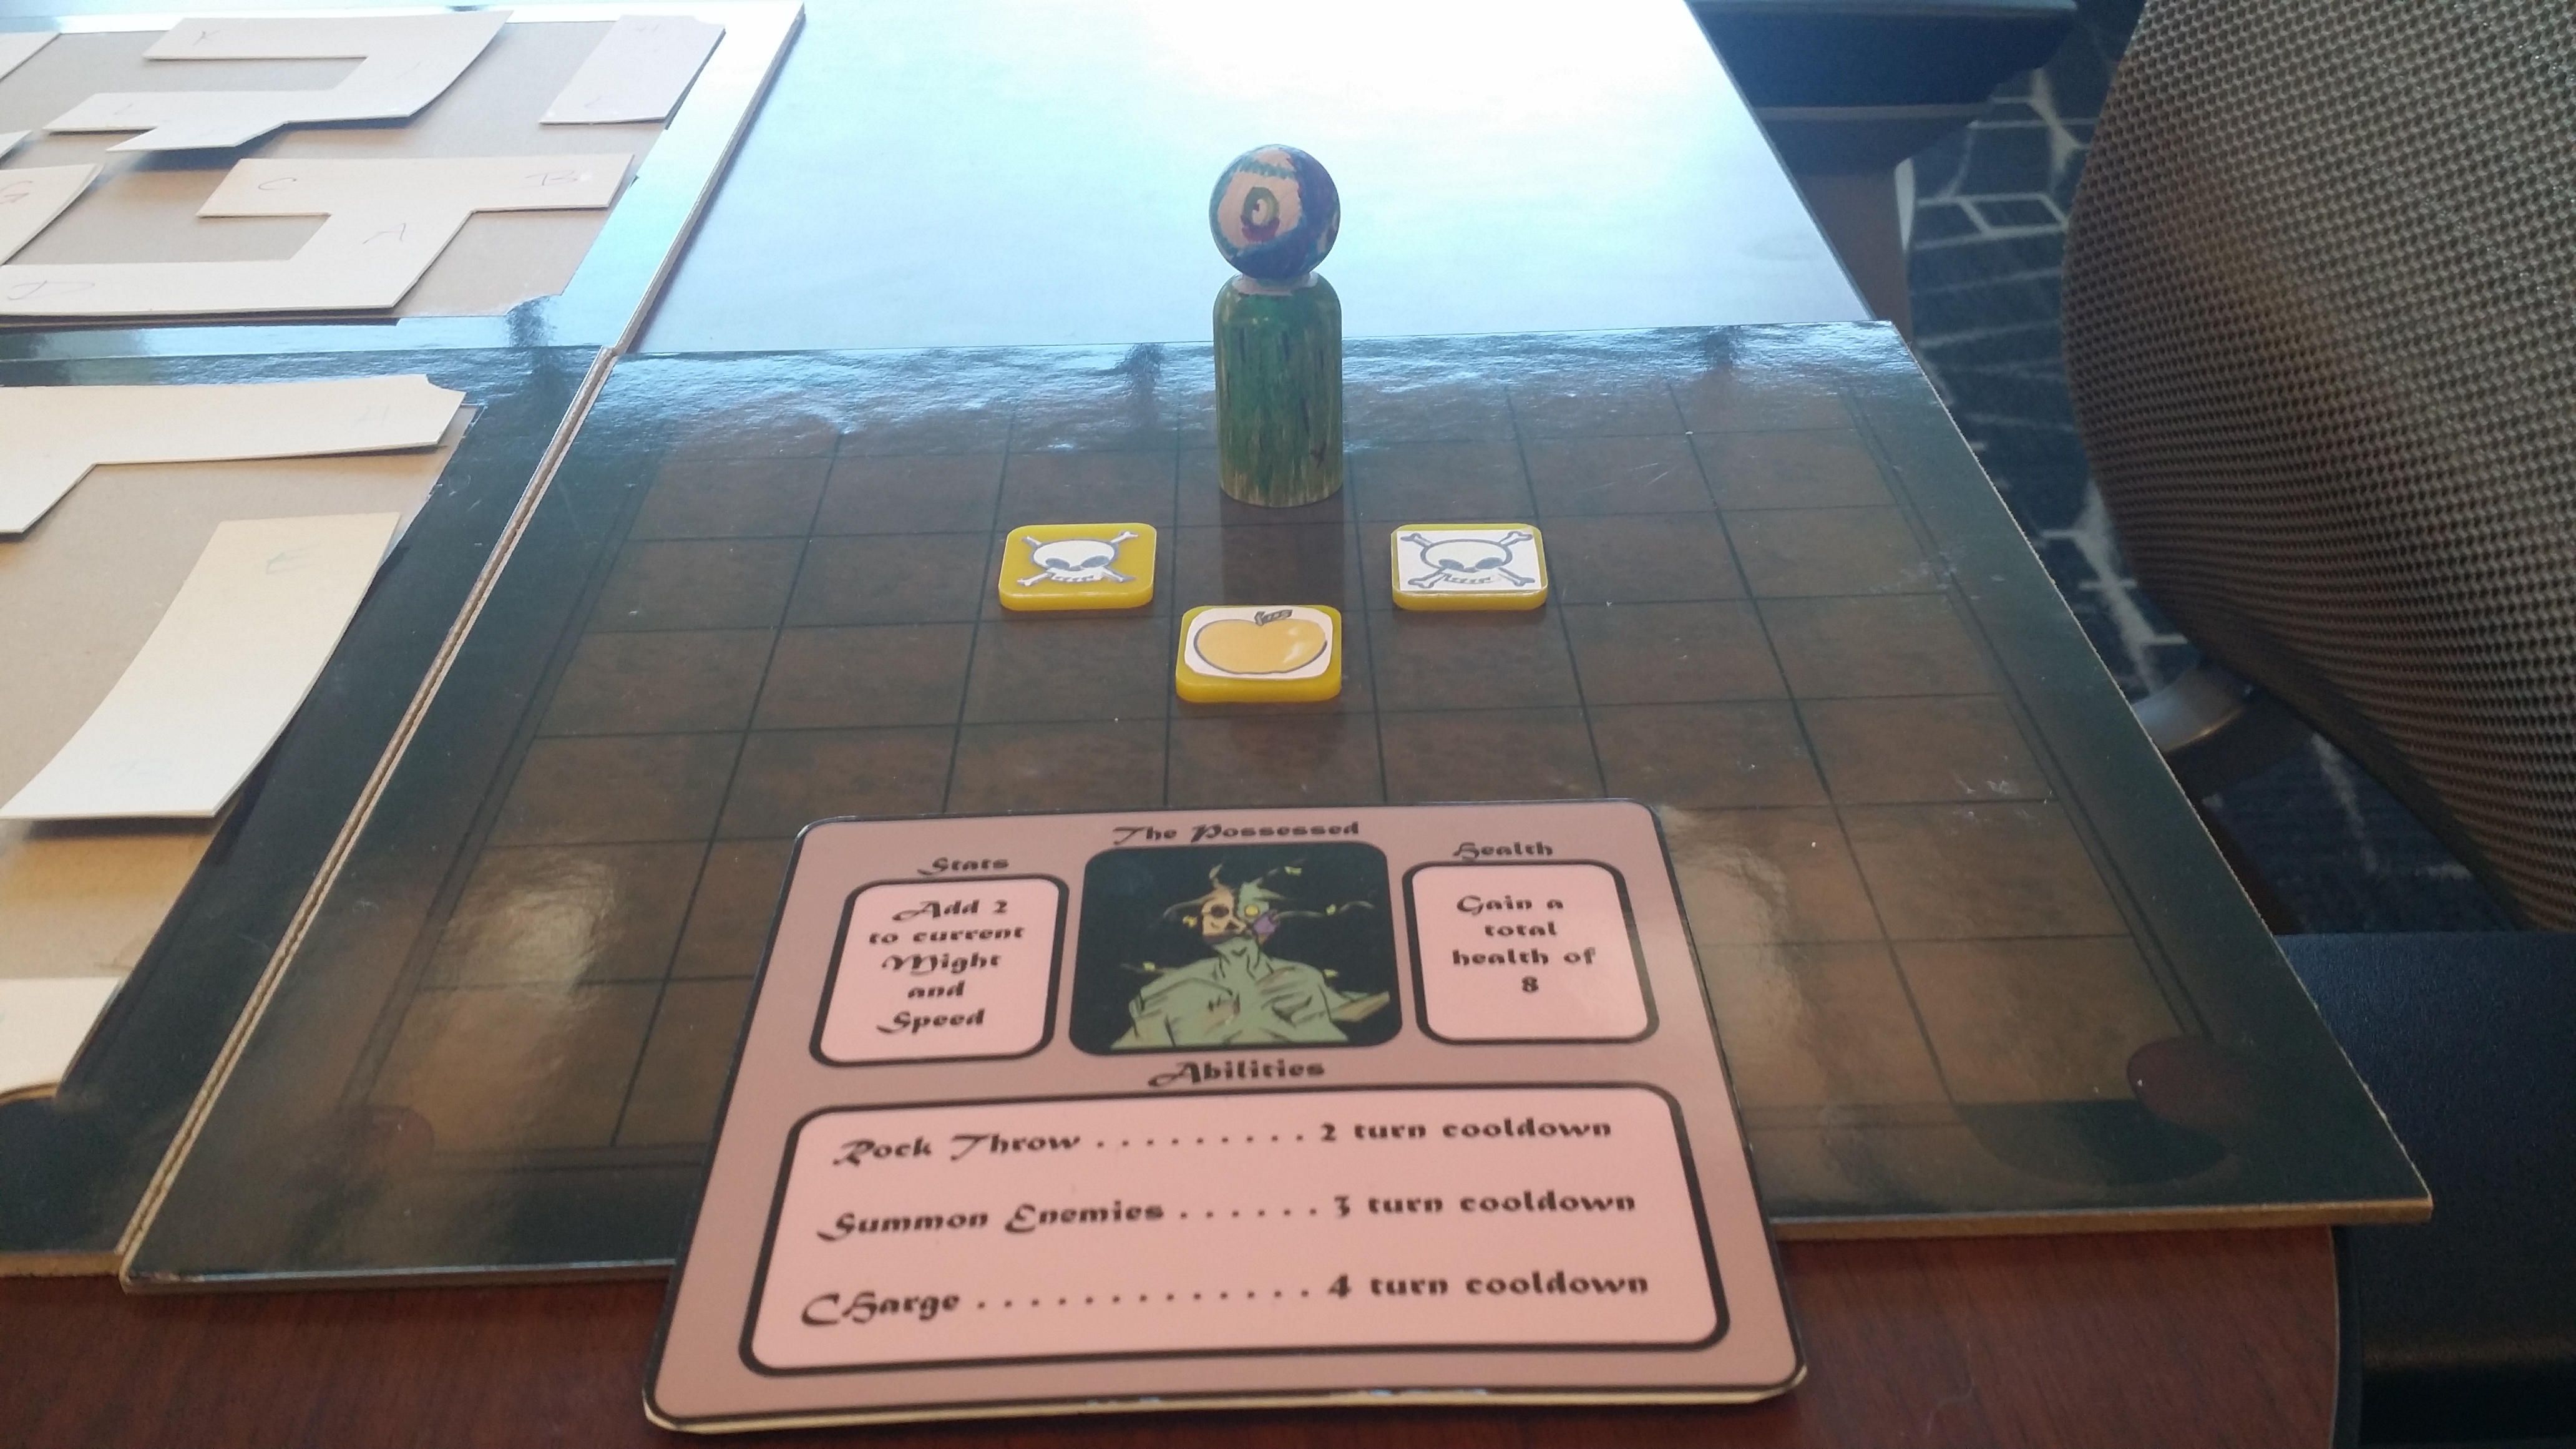 K
C
B
A
D
G
E
The Possessed
Stats
Add 2
to current
Might
and
Speed
Health
Gain a
total
health of
8
Abilities
Rock Throw . . . . . . . . . 2 turn cooldown
Summon Enemies . . . . . . 3 turn cooldown
CHarge . . . . . . . . . . . . . . 4 turn cooldown